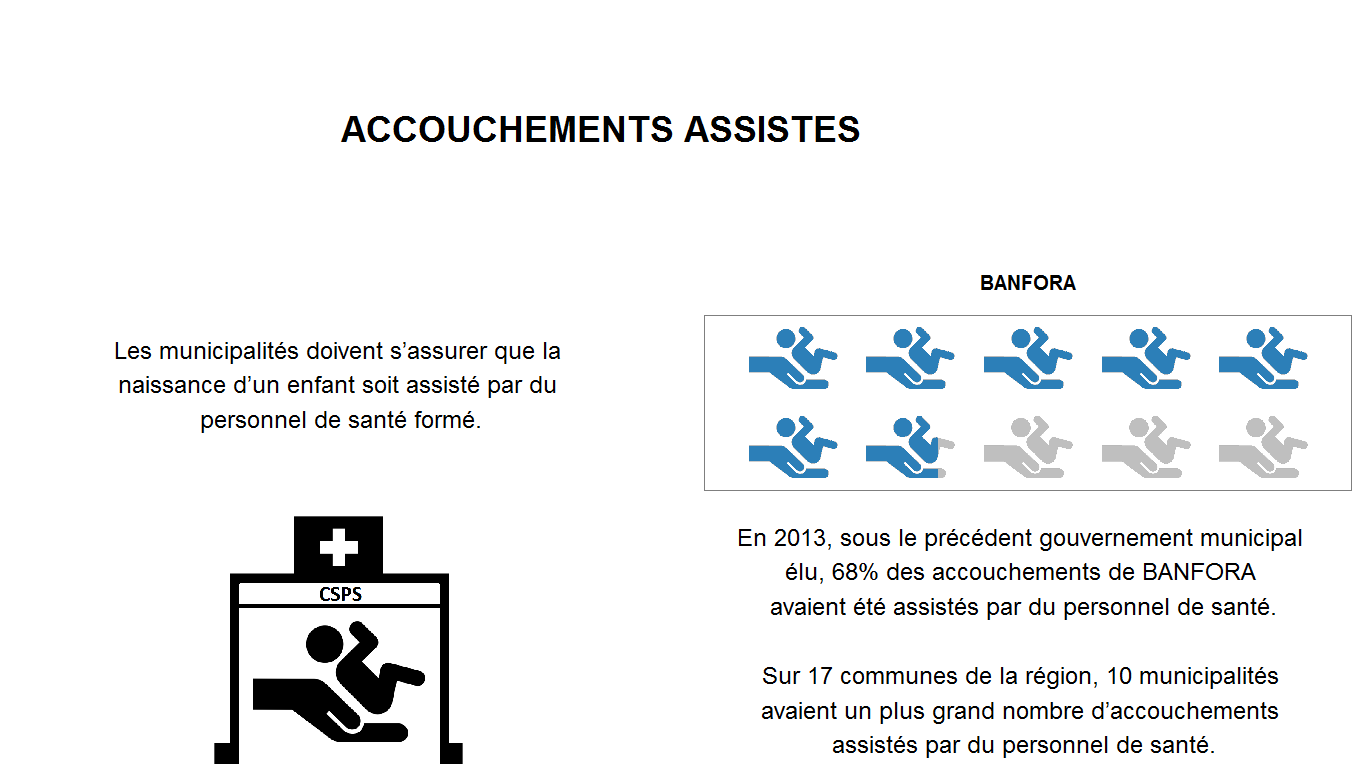 ACCOUCHEMENTS ASSISTES
Les municipalités doivent s’assurer que la
naissance d’un enfant soit assisté par du
personnel de santé formé.
CSPS
BANFORA
En 2013, sous le précédent gouvernement municipal
élu, 68% des accouchements de BANFORA
avaient été assistés par du personnel de santé.
Sur 17 communes de la région, 10 municipalités
avaient un plus grand nombre d’accouchements
assistés par du personnel de santé.